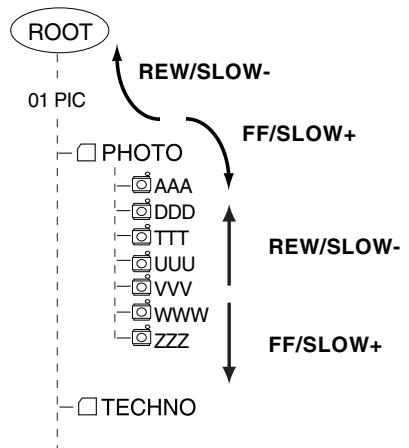 ROOT
REW/SLOW-
01 PIC
FF/SLOW+
PHOTO
AAA
DDD
TTT
UUU
REW/SLOW-
VVV
WWW
ZZZ
FF/SLOW+
TECHNO